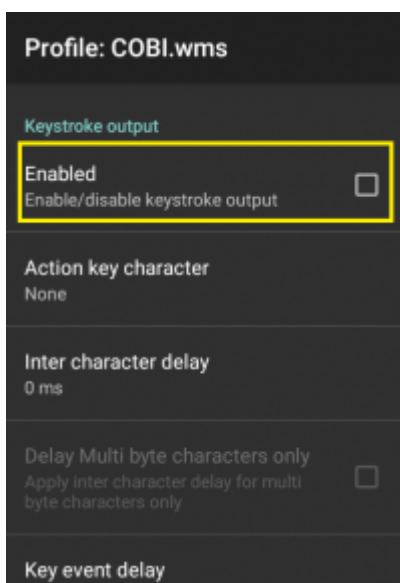 Profile: COBI.wms
Keystroke output
Enabled
Enable/disable keystroke output
Action key character
None
Inter character delay
0 ms
Delay Multi byte characters only
Apply inter character delay for multi
byte characters only
Key event delay